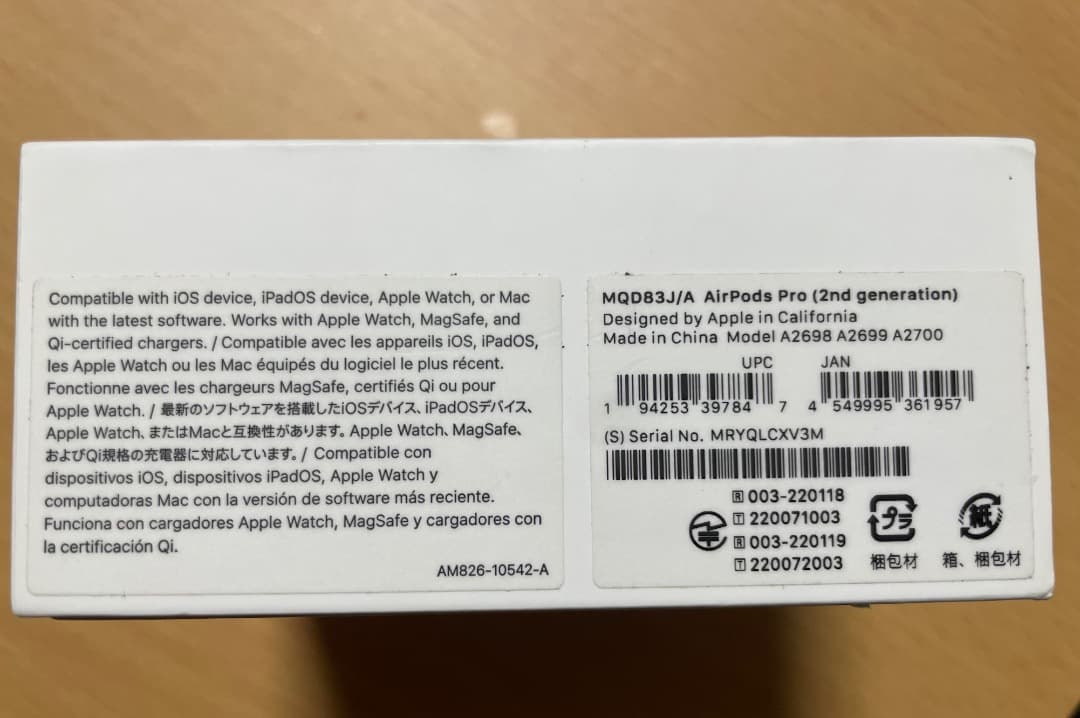 Compatible with iOS device, iPadOS device, Apple Watch, or Mac
with the latest software. Works with Apple Watch, MagSafe, and
Qi-certified chargers. / Compatible avec les appareils iOS, iPadOS,
les Apple Watch ou les Mac équipés du logiciel le plus récent.
Fonctionne avec les chargeurs MagSafe, certifiés Qi ou pour
Apple Watch. / 最新のソフトウェアを搭載したiOSデバイス、iPadOSデバイス、
Apple Watch、またはMacと互換性があります。Apple Watch、MagSafe、
およびQi規格の充電器に対応しています。/ Compatible con
dispositivos iOS, dispositivos iPadOS, Apple Watch y
computadoras Mac con la versión de software más reciente.
Funciona con cargadores Apple Watch, MagSafe y cargadores con
la certificación Qi.
AM826-10542-A
MQD83J/A AirPods Pro (2nd generation)
Designed by Apple in California
Made in China Model A2698 A2699 A2700
UPC JAN
1 94253 39784 7 4 549995 361957
(S) Serial No. MRYQLCXV3M
R 003-220118
T 220071003
R 003-220119
T 220072003
プラ
梱包材
紙
箱、梱包材